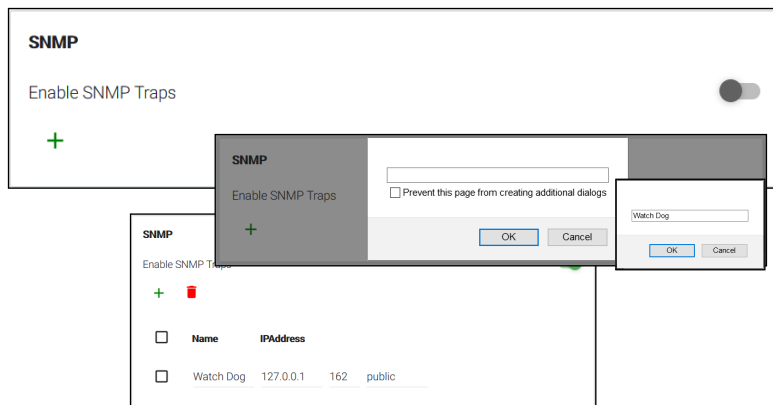 SNMP
Enable SNMP Traps
+
SNMP
Enable SNMP Traps
+
Prevent this page from creating additional dialogs
OK Cancel
Watch Dog
OK Cancel
SNMP
Enable SNMP Traps
+
Name IPAddress
Watch Dog 127.0.0.1 162 public